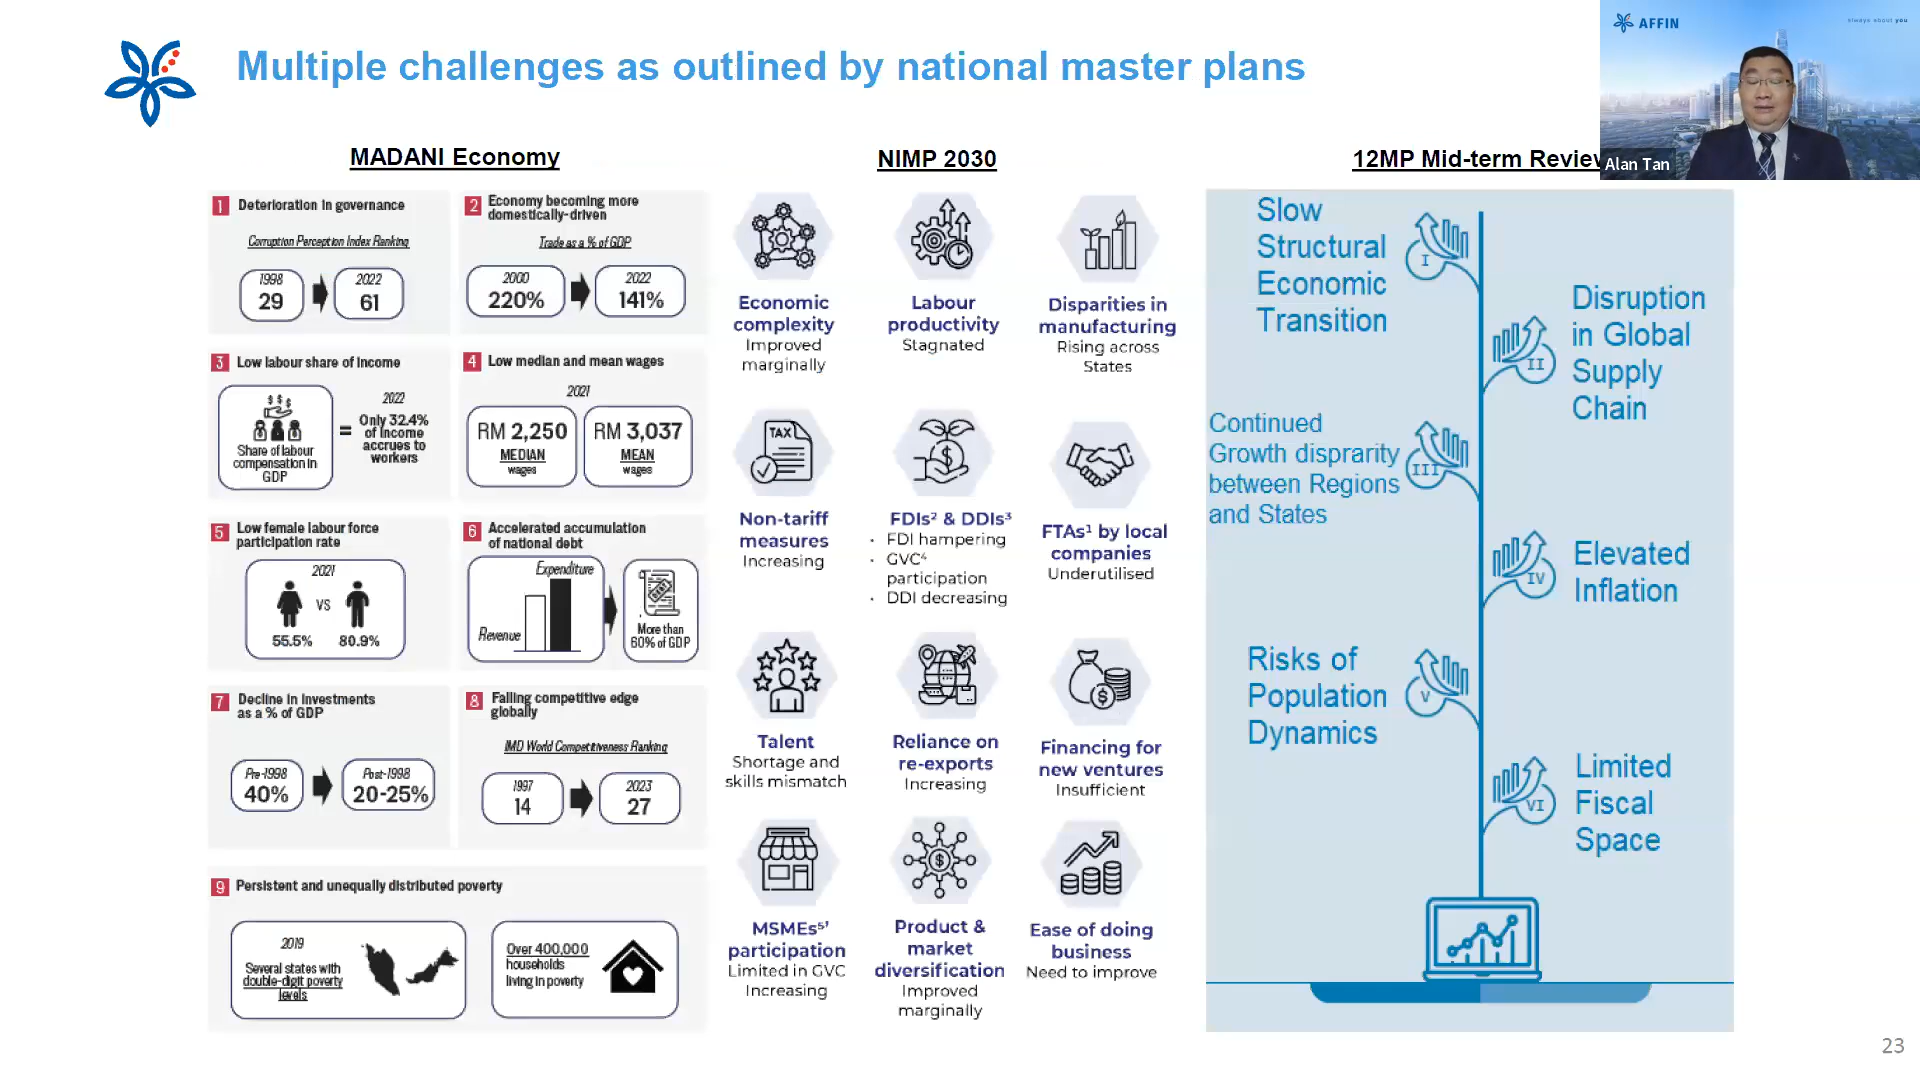 Multiple challenges as outlined by national master plans
AFFIN
always about you
Alan Tan
MADANI Economy
1 Deterioration in governance
Corruption Perception Index Ranking
1998
29
2022
61
2 Economy becoming more
domestically-driven
Trade as a % of GDP
2000
220%
2022
141%
3 Low labour share of income
Share of labour
compensation in
GDP
=
2022
Only 32.4%
of income
accrues to
workers
4 Low median and mean wages
2021
RM 2,250
MEDIAN
wages
RM 3,037
MEAN
wages
5 Low female labour force
participation rate
2021
VS
55.5%
80.9%
6 Accelerated accumulation
of national debt
Expenditure
Revenue
DEBT
More than
60% of GDP
7 Decline in investments
as a % of GDP
Pre-1998
40%
Post-1998
20-25%
8 Falling competitive edge
globally
IMD World Competitiveness Ranking
1997
14
2023
27
9 Persistent and unequally distributed poverty
2019
Several states with
double-digit poverty
levels
Over 400,000
households
living in poverty
NIMP 2030
Economic
complexity
Improved
marginally
Labour
productivity
Stagnated
Disparities in
manufacturing
Rising across
States
TAX
Non-tariff
measures
Increasing
FDIs² & DDIs³
• FDI hampering
• GVC⁴
participation
• DDI decreasing
FTAs¹ by local
companies
Underutilised
Talent
Shortage and
skills mismatch
Reliance on
re-exports
Increasing
Financing for
new ventures
Insufficient
MSMEs⁵'
participation
Limited in GVC
Increasing
Product &
market
diversification
Improved
marginally
Ease of doing
business
Need to improve
12MP Mid-term Review
Slow
Structural
Economic
Transition
I
Disruption
in Global
Supply
Chain
II
Continued
Growth disprarity
between Regions
and States
III
Elevated
Inflation
IV
Risks of
Population
Dynamics
V
Limited
Fiscal
Space
VI
23